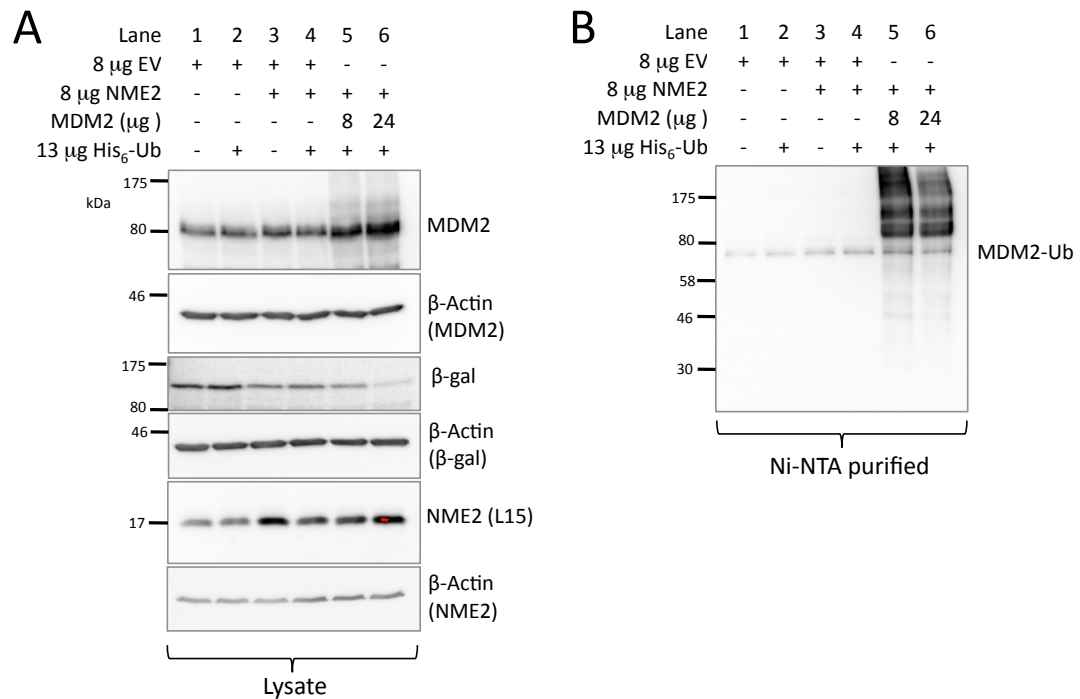 A
Lane 1 2 3 4 5 6
8 µg EV + + + + - -
8 µg NME2 - - + + + +
MDM2 (µg ) - - - - 8 24
13 µg His6-Ub - + - + + +
kDa
175
80
MDM2
46
β-Actin
(MDM2)
175
80
β-gal
46
β-Actin
(β-gal)
17
NME2 (L15)
β-Actin
(NME2)
Lysate
B
Lane 1 2 3 4 5 6
8 µg EV + + + + - -
8 µg NME2 - - + + + +
MDM2 (µg ) - - - - 8 24
13 µg His6-Ub - + - + + +
175
80
58
46
30
MDM2-Ub
Ni-NTA purified